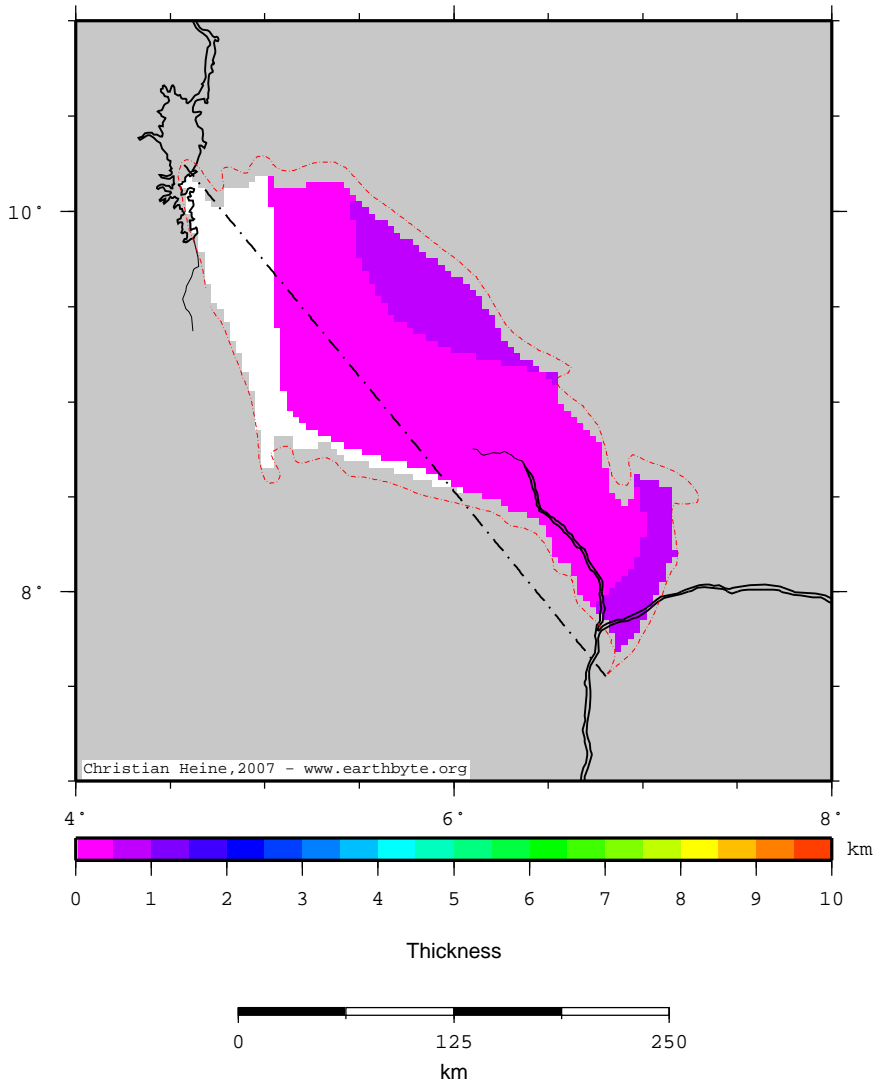 10°
8°
Christian Heine,2007 - www.earthbyte.org
4° 6° 8°
km
0 1 2 3 4 5 6 7 8 9 10
Thickness
0 125 250
km